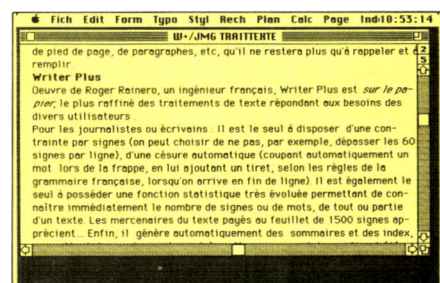 Fich Edit Form Typo Styl Rech Plan Calc Page Ind 10:53:14
W+/JMG TRAITTEXTE
de pied de page, de paragraphes, etc, qu'il ne restera plus qu'à rappeler et à
remplir.
Writer Plus
Oeuvre de Roger Rainero, un ingénieur français, Writer Plus est sur le pa-
pier, le plus raffiné des traitements de texte répondant aux besoins des
divers utilisateurs .
Pour les journalistes ou écrivains : Il est le seul à disposer d'une con-
trainte par signes (on peut choisir de ne pas, par exemple, dépasser les 60
signes par ligne), d'une césure automatique (coupant automatiquement un
mot lors de la frappe, en lui ajoutant un tiret, selon les règles de la
grammaire française, lorsqu'on arrive en fin de ligne). Il est également le
seul à posséder une fonction statistique très évoluée permettant de con-
naître immédiatement le nombre de signes ou de mots, de tout ou partie
d'un texte. Les mercenaires du texte payés au feuillet de 1500 signes ap-
précient... Enfin, il génère automatiquement des sommaires et des index,
2
5